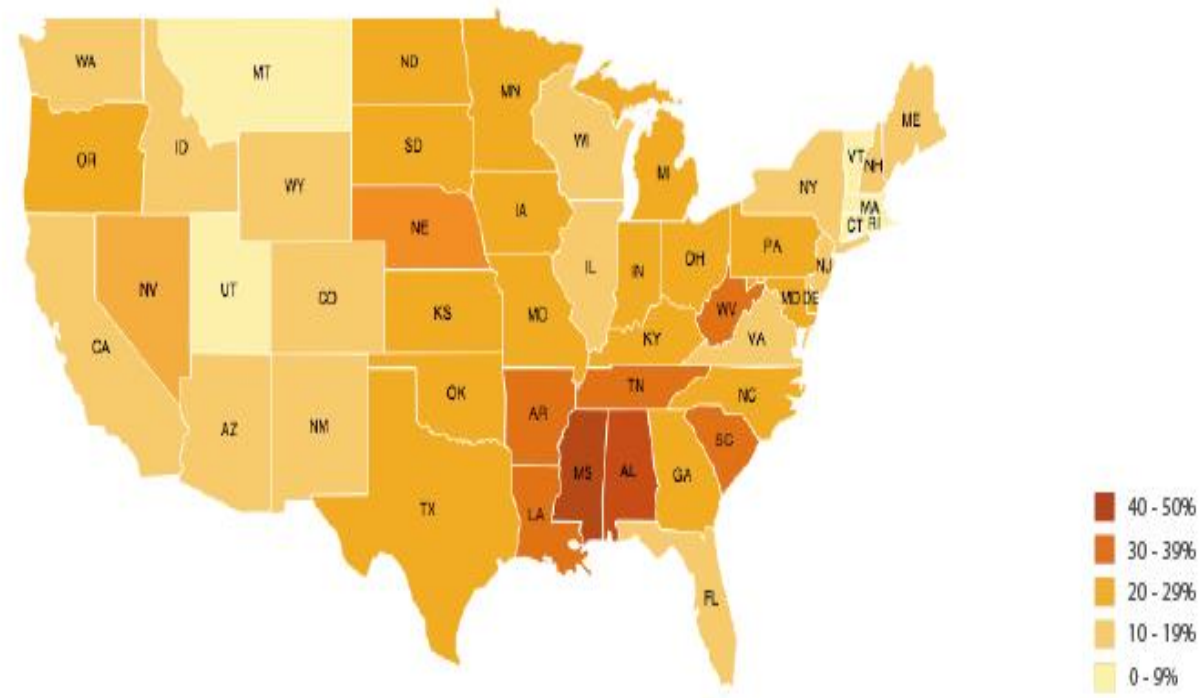 WA
MT
ND
MN
OR
ID
WY
SD
WI
MI
NY
VT
NH
ME
MA
CT
RI
NV
UT
CO
NE
IA
IL
IN
OH
PA
NJ
CA
KS
MO
KY
WV
MD
DE
VA
AZ
NM
OK
AR
TN
NC
TX
LA
MS
AL
GA
SC
FL
40 - 50%
30 - 39%
20 - 29%
10 - 19%
0 - 9%